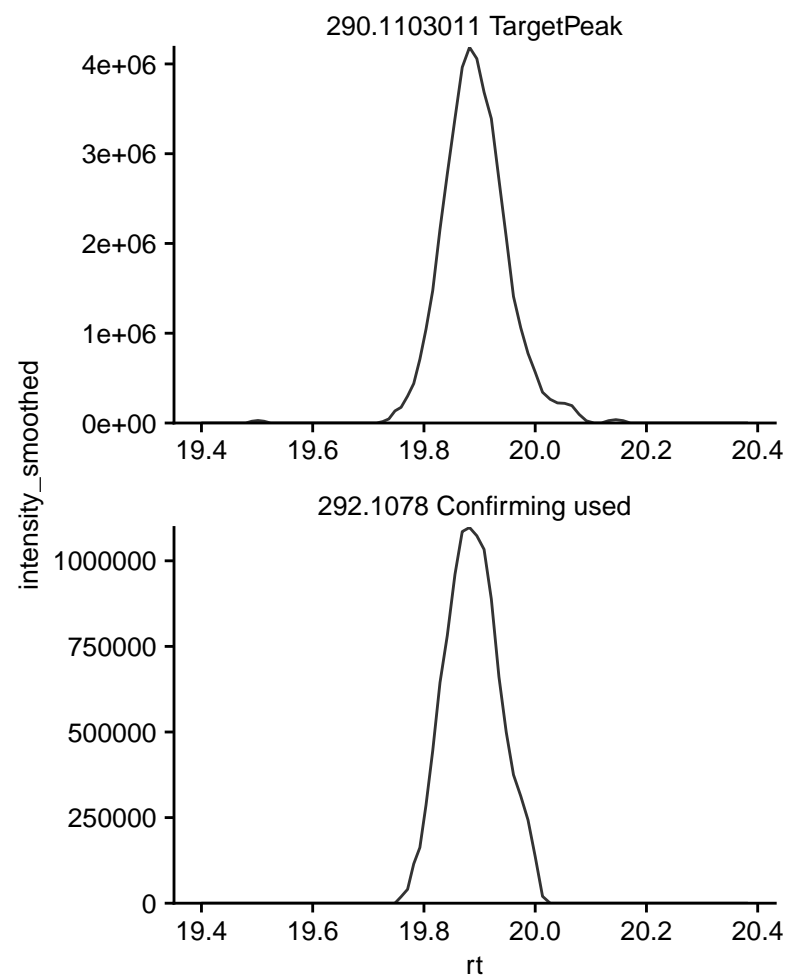 290.1103011 TargetPeak
4e+06
3e+06
2e+06
1e+06
0e+00
19.4 19.6 19.8 20.0 20.2 20.4
intensity_smoothed
292.1078 Confirming used
1000000
750000
500000
250000
0
19.4 19.6 19.8 20.0 20.2 20.4
rt